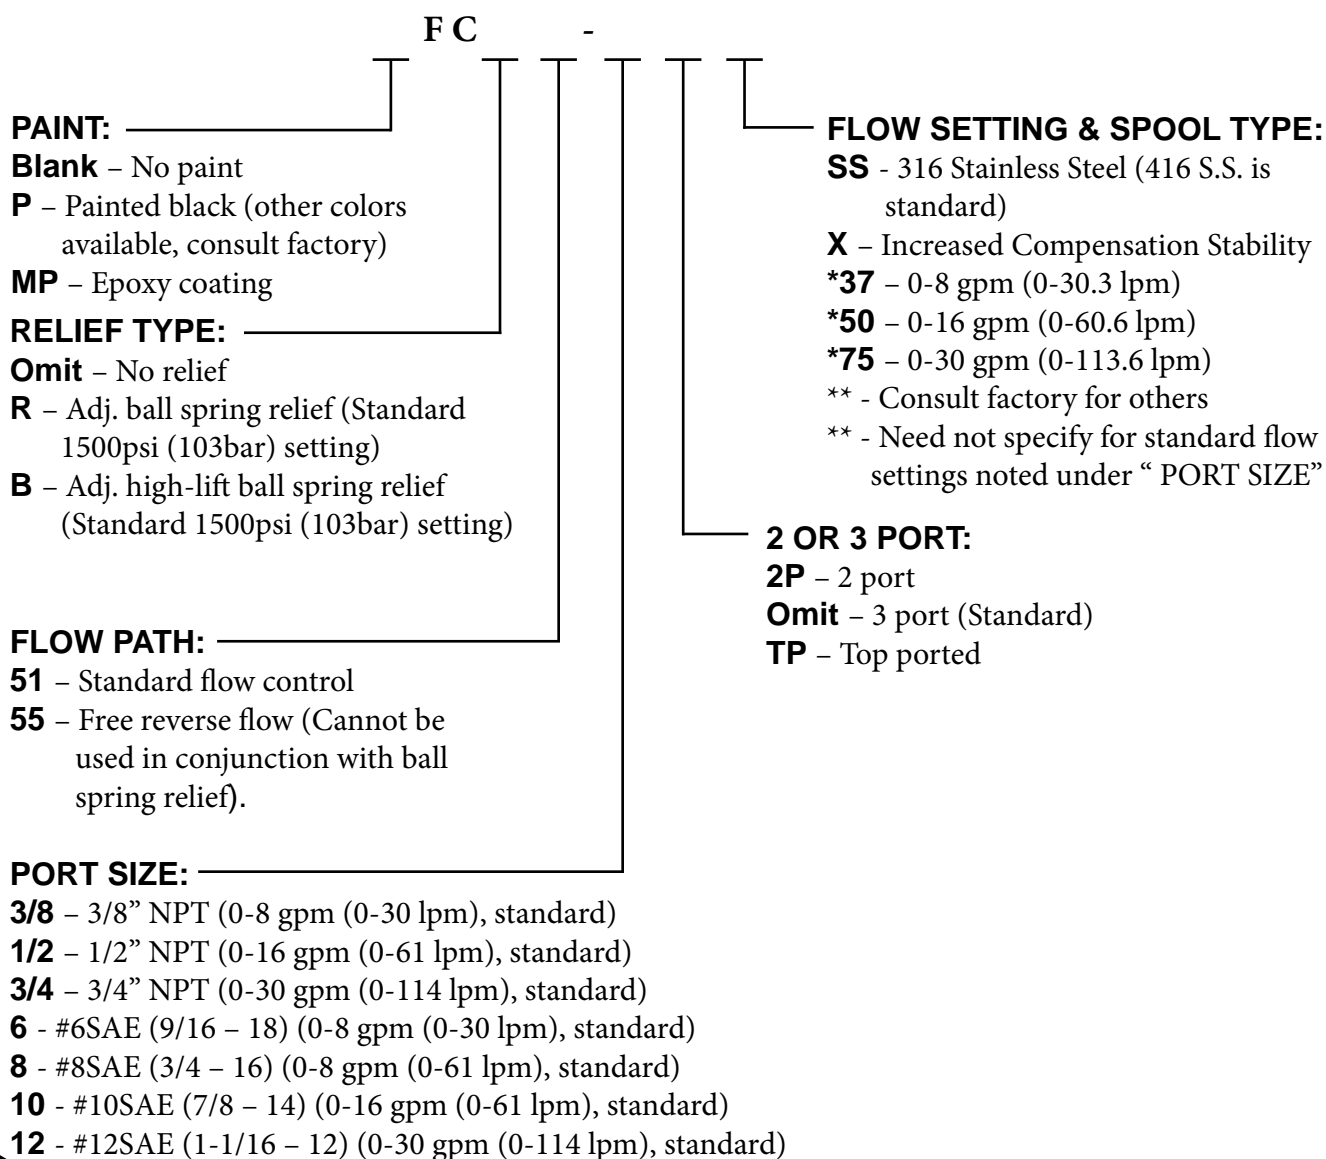 F C -
PAINT:
Blank – No paint
P – Painted black (other colors
available, consult factory)
MP – Epoxy coating
RELIEF TYPE:
Omit – No relief
R – Adj. ball spring relief (Standard
1500psi (103bar) setting)
B – Adj. high-lift ball spring relief
(Standard 1500psi (103bar) setting)
FLOW PATH:
51 – Standard flow control
55 – Free reverse flow (Cannot be
used in conjunction with ball
spring relief).
PORT SIZE:
3/8 – 3/8” NPT (0-8 gpm (0-30 lpm), standard)
1/2 – 1/2” NPT (0-16 gpm (0-61 lpm), standard)
3/4 – 3/4” NPT (0-30 gpm (0-114 lpm), standard)
6 - #6SAE (9/16 – 18) (0-8 gpm (0-30 lpm), standard)
8 - #8SAE (3/4 – 16) (0-8 gpm (0-61 lpm), standard)
10 - #10SAE (7/8 – 14) (0-16 gpm (0-61 lpm), standard)
12 - #12SAE (1-1/16 – 12) (0-30 gpm (0-114 lpm), standard)
FLOW SETTING & SPOOL TYPE:
SS - 316 Stainless Steel (416 S.S. is
standard)
X – Increased Compensation Stability
*37 – 0-8 gpm (0-30.3 lpm)
*50 – 0-16 gpm (0-60.6 lpm)
*75 – 0-30 gpm (0-113.6 lpm)
** - Consult factory for others
** - Need not specify for standard flow
settings noted under “ PORT SIZE”
2 OR 3 PORT:
2P – 2 port
Omit – 3 port (Standard)
TP – Top ported